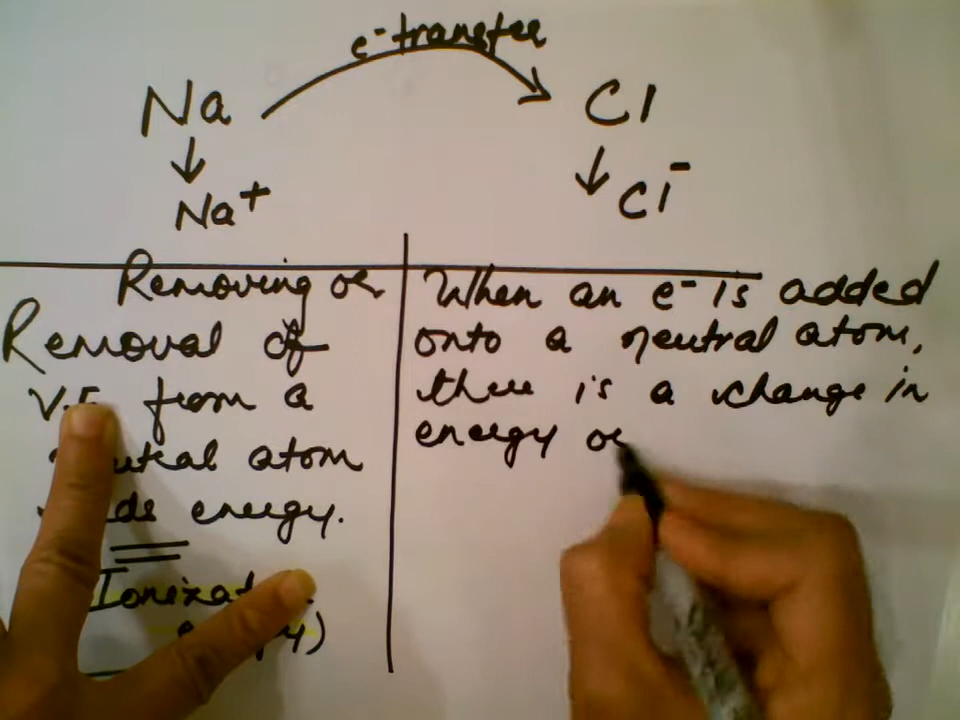 e⁻ transfer
Na Cl
Na⁺ Cl⁻
Removing or
Removal of
V.E from a
atom
energy.
When an e⁻ is added
onto a neutral atom,
there is a change in
energy or